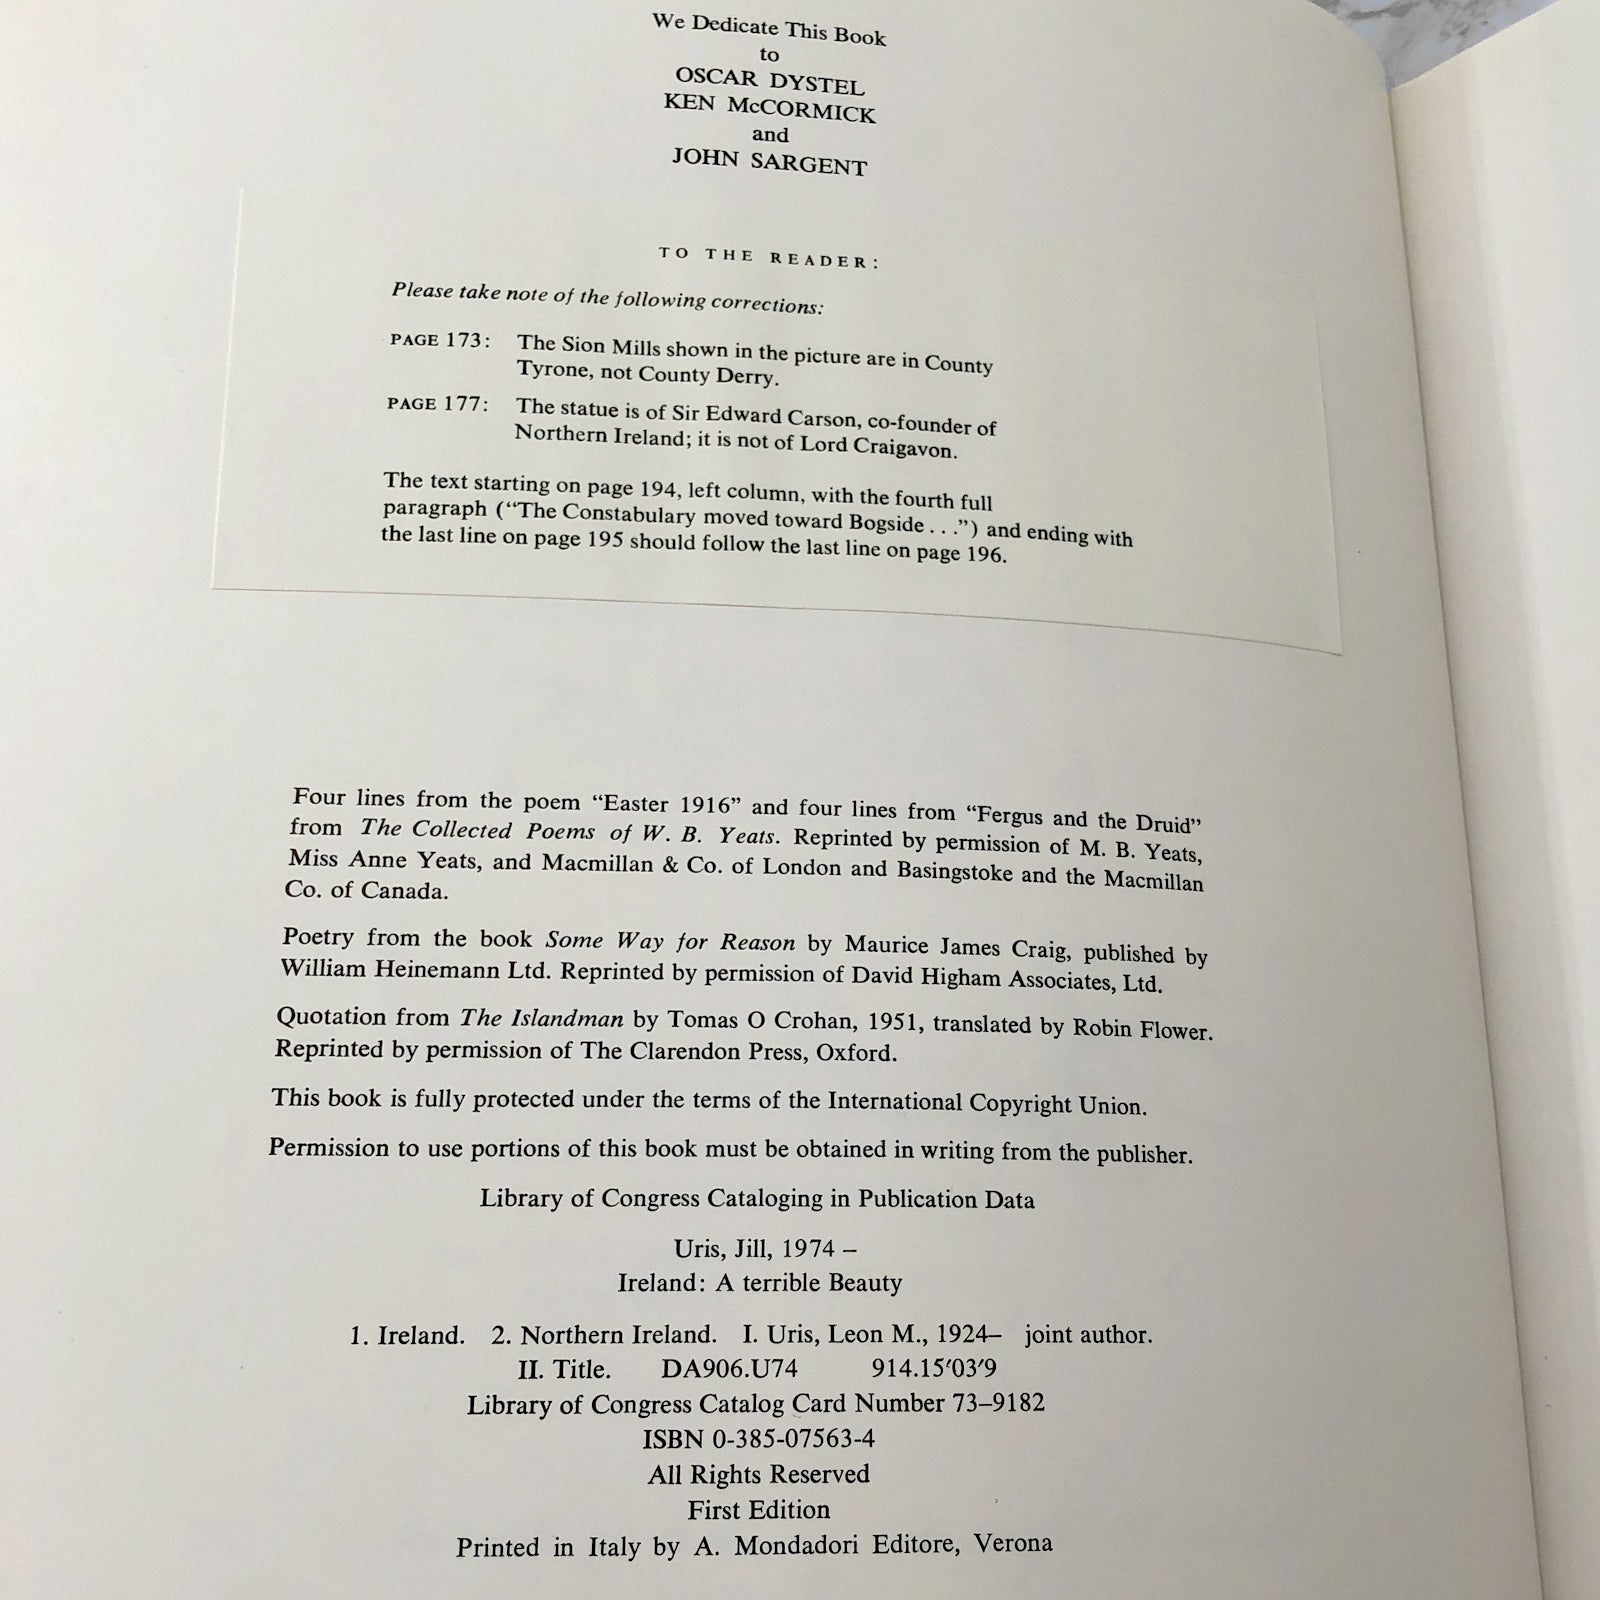 We Dedicate This Book
to
OSCAR DYSTEL
KEN McCORMICK
and
JOHN SARGENT
TO THE READER:
Please take note of the following corrections:
PAGE 173: The Sion Mills shown in the picture are in County
Tyrone, not County Derry.
PAGE 177: The statue is of Sir Edward Carson, co-founder of
Northern Ireland; it is not of Lord Craigavon.
The text starting on page 194, left column, with the fourth full
paragraph (“The Constabulary moved toward Bogside . . .”) and ending with
the last line on page 195 should follow the last line on page 196.
Four lines from the poem “Easter 1916” and four lines from “Fergus and the Druid”
from The Collected Poems of W. B. Yeats. Reprinted by permission of M. B. Yeats,
Miss Anne Yeats, and Macmillan & Co. of London and Basingstoke and the Macmillan
Co. of Canada.
Poetry from the book Some Way for Reason by Maurice James Craig, published by
William Heinemann Ltd. Reprinted by permission of David Higham Associates, Ltd.
Quotation from The Islandman by Tomas O Crohan, 1951, translated by Robin Flower.
Reprinted by permission of The Clarendon Press, Oxford.
This book is fully protected under the terms of the International Copyright Union.
Permission to use portions of this book must be obtained in writing from the publisher.
Library of Congress Cataloging in Publication Data
Uris, Jill, 1974 –
Ireland: A terrible Beauty
1. Ireland. 2. Northern Ireland. I. Uris, Leon M., 1924– joint author.
II. Title. DA906.U74 914.15′03′9
Library of Congress Catalog Card Number 73–9182
ISBN 0-385-07563-4
All Rights Reserved
First Edition
Printed in Italy by A. Mondadori Editore, Verona